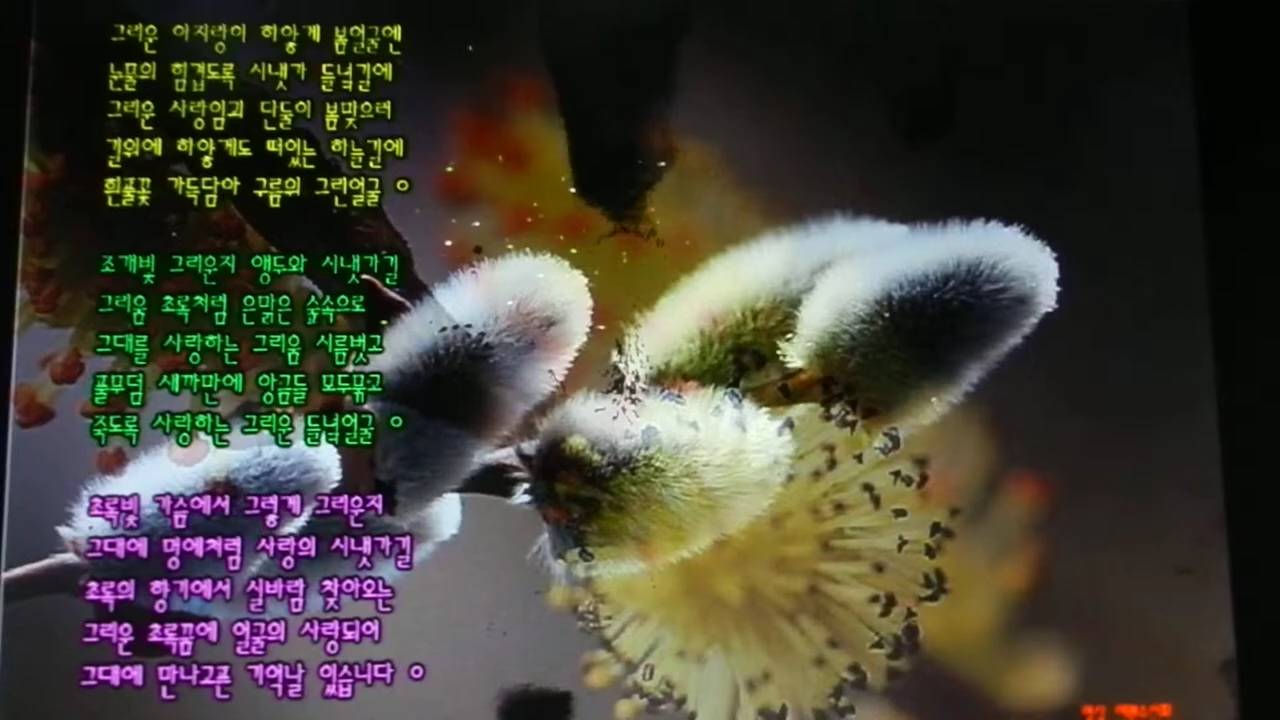 그리운 아지랑이 하얗게 봄얼굴엔
눈물의 힘겹도록 시냇가 들녘길에
그리운 사랑임과 단둘이 봄맞으러
길위에 하얗게도 떠있는 하늘길에
흰풀꽃 가득담아 구름위 그린얼굴 ㅇ
조개빛 그리운지 앵두와 시냇가길
그리움 초록처럼 은맑은 숲속으로
그대를 사랑하는 그리움 시름벗고
풀무덤 새까만에 앙금들 모두묶고
죽도록 사랑하는 그리운 들녘얼굴 ㅇ
초록빛 가슴에서 그렇게 그리운지
그대에 멍에처럼 사랑의 시냇가길
초록의 향기에서 실바람 찾아오는
그리운 초록꿈에 얼굴의 사랑되어
그대에 만나고픈 기억날 있습니다 ㅇ